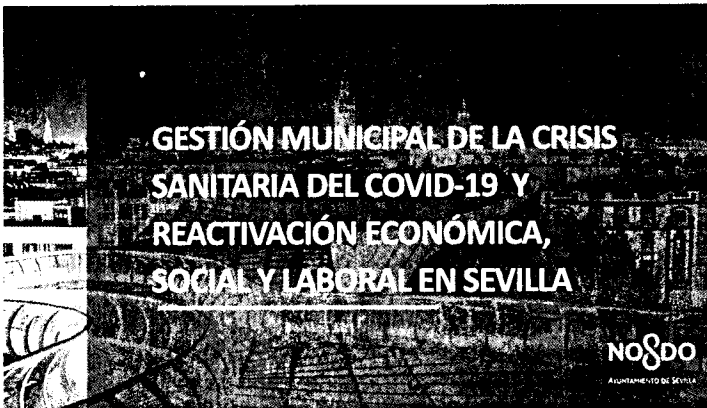 GESTIÓN MUNICIPAL DE LA CRISIS
SANITARIA DEL COVID-19 Y
REACTIVACIÓN ECONÓMICA,
SOCIAL Y LABORAL EN SEVILLA
NO8DO
AYUNTAMIENTO DE SEVILLA